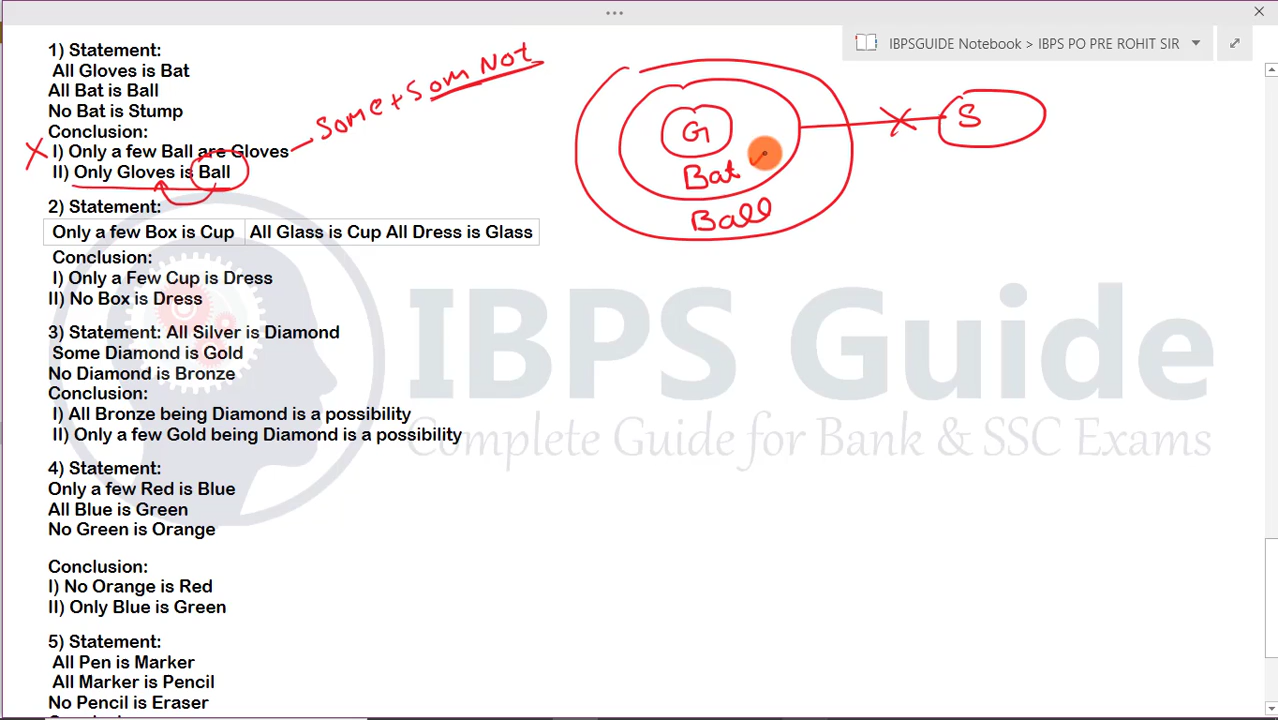 IBPSGUIDE Notebook > IBPS PO PRE ROHIT SIR
1) Statement:
All Gloves is Bat
All Bat is Ball
No Bat is Stump
Conclusion:
I) Only a few Ball are Gloves
II) Only Gloves is Ball
Some + Som Not
G
Bat
Ball
S
2) Statement:
Only a few Box is Cup All Glass is Cup All Dress is Glass
Conclusion:
I) Only a Few Cup is Dress
II) No Box is Dress
3) Statement: All Silver is Diamond
Some Diamond is Gold
No Diamond is Bronze
Conclusion:
I) All Bronze being Diamond is a possibility
II) Only a few Gold being Diamond is a possibility
4) Statement:
Only a few Red is Blue
All Blue is Green
No Green is Orange
Conclusion:
I) No Orange is Red
II) Only Blue is Green
5) Statement:
All Pen is Marker
All Marker is Pencil
No Pencil is Eraser
IBPS Guide
Complete Guide for Bank & SSC Exams